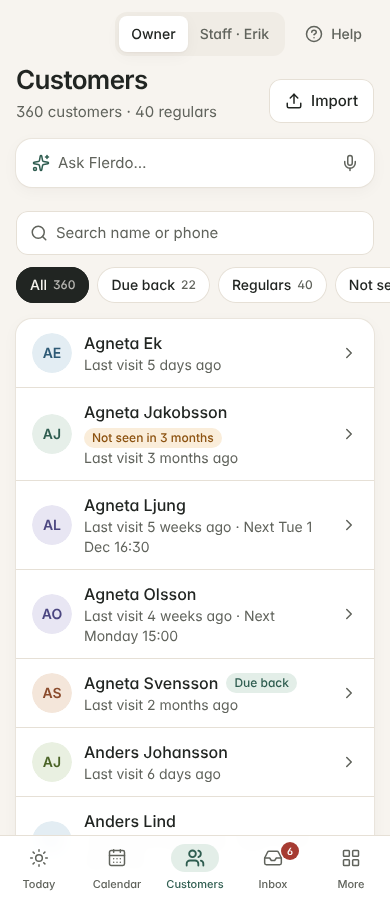 Owner
Staff · Erik
Help
Customers
360 customers · 40 regulars
Import
Ask Flerdo...
Search name or phone
All 360
Due back 22
Regulars 40
Not se
AE
Agneta Ek
Last visit 5 days ago
AJ
Agneta Jakobsson
Not seen in 3 months
Last visit 3 months ago
AL
Agneta Ljung
Last visit 5 weeks ago · Next Tue 1
Dec 16:30
AO
Agneta Olsson
Last visit 4 weeks ago · Next
Monday 15:00
AS
Agneta Svensson Due back
Last visit 2 months ago
AJ
Anders Johansson
Last visit 6 days ago
Anders Lind
6
Today
Calendar
Customers
Inbox
More